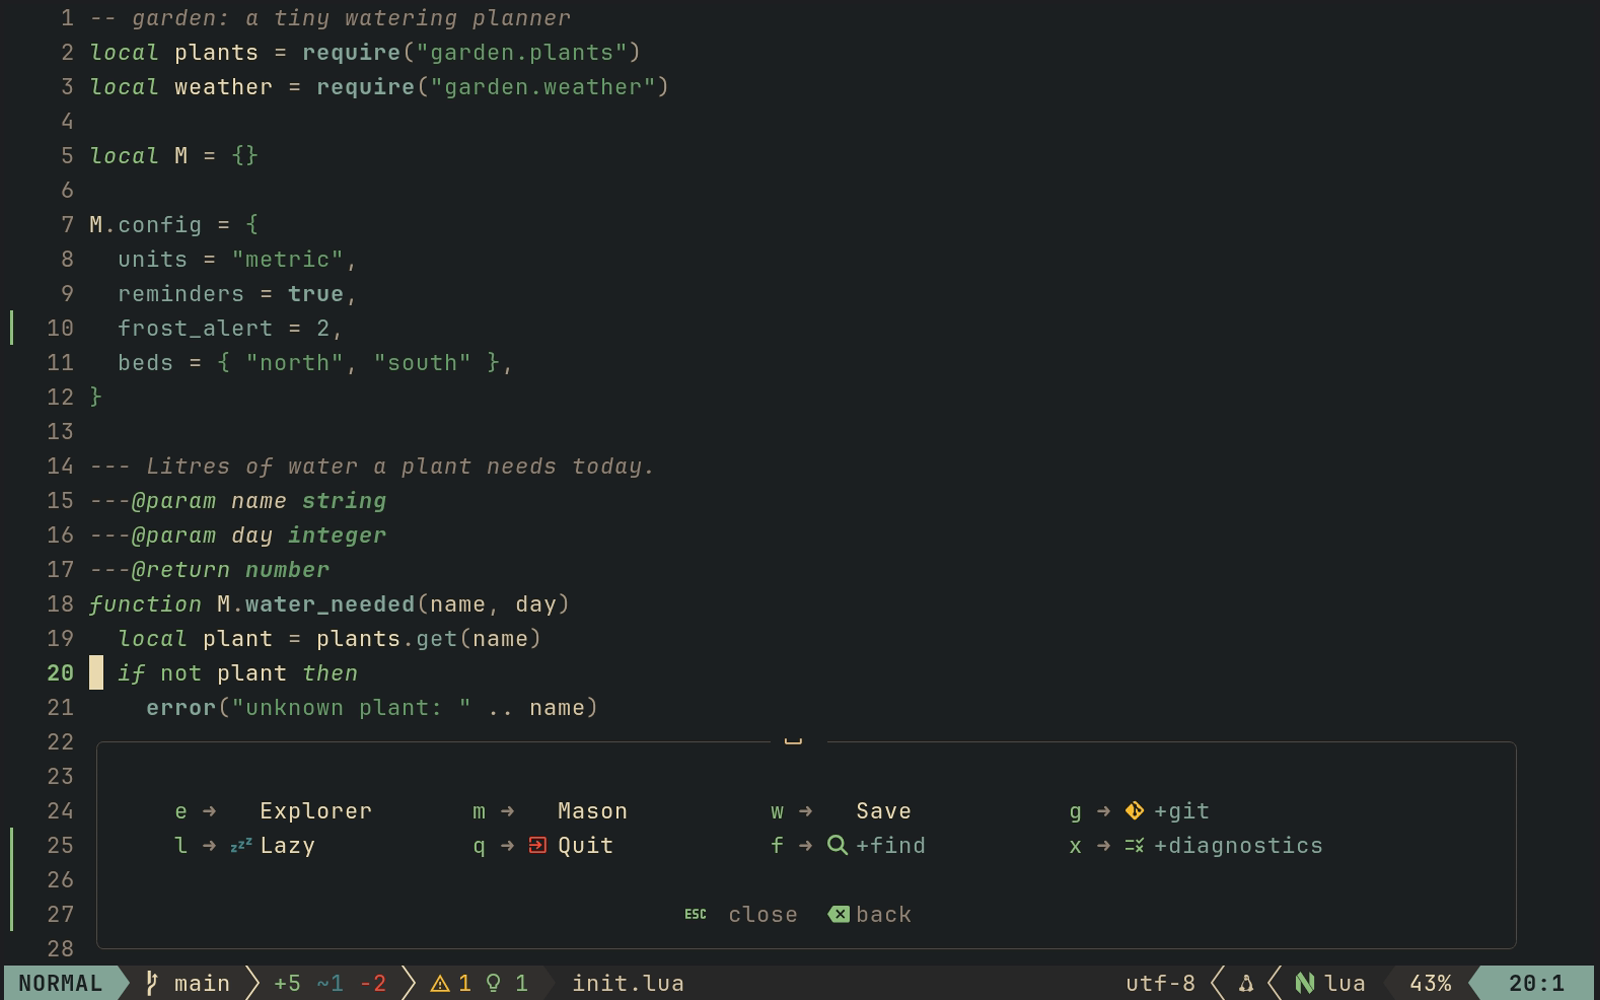 1 -- garden: a tiny watering planner
2 local plants = require("garden.plants")
3 local weather = require("garden.weather")
4
5 local M = {}
6
7 M.config = {
8   units = "metric",
9   reminders = true,
10   frost_alert = 2,
11   beds = { "north", "south" },
12 }
13
14 --- Litres of water a plant needs today.
15 ---@param name string
16 ---@param day integer
17 ---@return number
18 function M.water_needed(name, day)
19   local plant = plants.get(name)
20   if not plant then
21     error("unknown plant: " .. name)
22
23
24 e → Explorer m → Mason w → Save g → +git
25 l → zzz Lazy q → Quit f → +find x → +diagnostics
26
27 ESC close back
28
NORMAL main +5 ~1 -2 1 1 init.lua utf-8 lua 43% 20:1